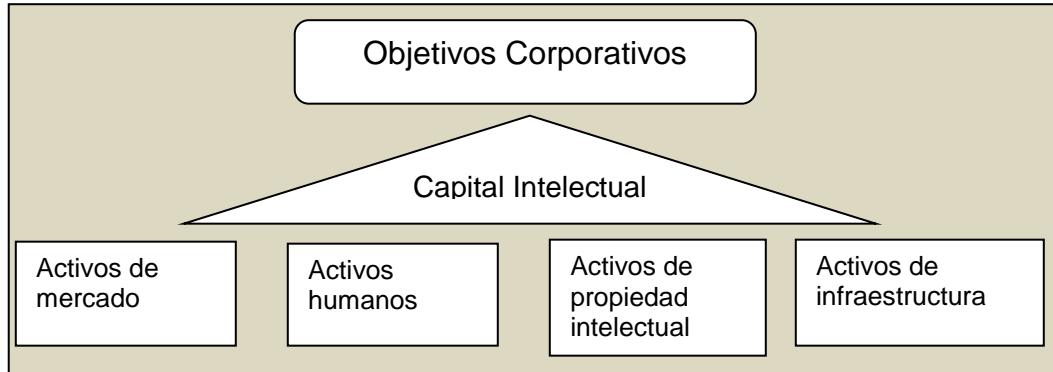 Objetivos Corporativos
Capital Intelectual
Activos de
mercado
Activos
humanos
Activos de
propiedad
intelectual
Activos de
infraestructura